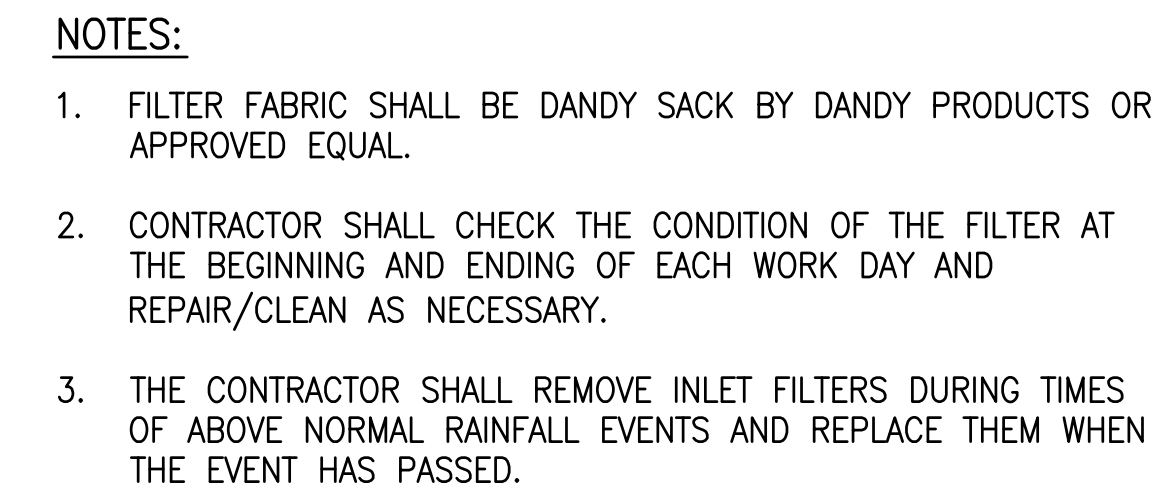 NOTES:
1. FILTER FABRIC SHALL BE DANDY SACK BY DANDY PRODUCTS OR
APPROVED EQUAL.
2. CONTRACTOR SHALL CHECK THE CONDITION OF THE FILTER AT
THE BEGINNING AND ENDING OF EACH WORK DAY AND
REPAIR/CLEAN AS NECESSARY.
3. THE CONTRACTOR SHALL REMOVE INLET FILTERS DURING TIMES
OF ABOVE NORMAL RAINFALL EVENTS AND REPLACE THEM WHEN
THE EVENT HAS PASSED.